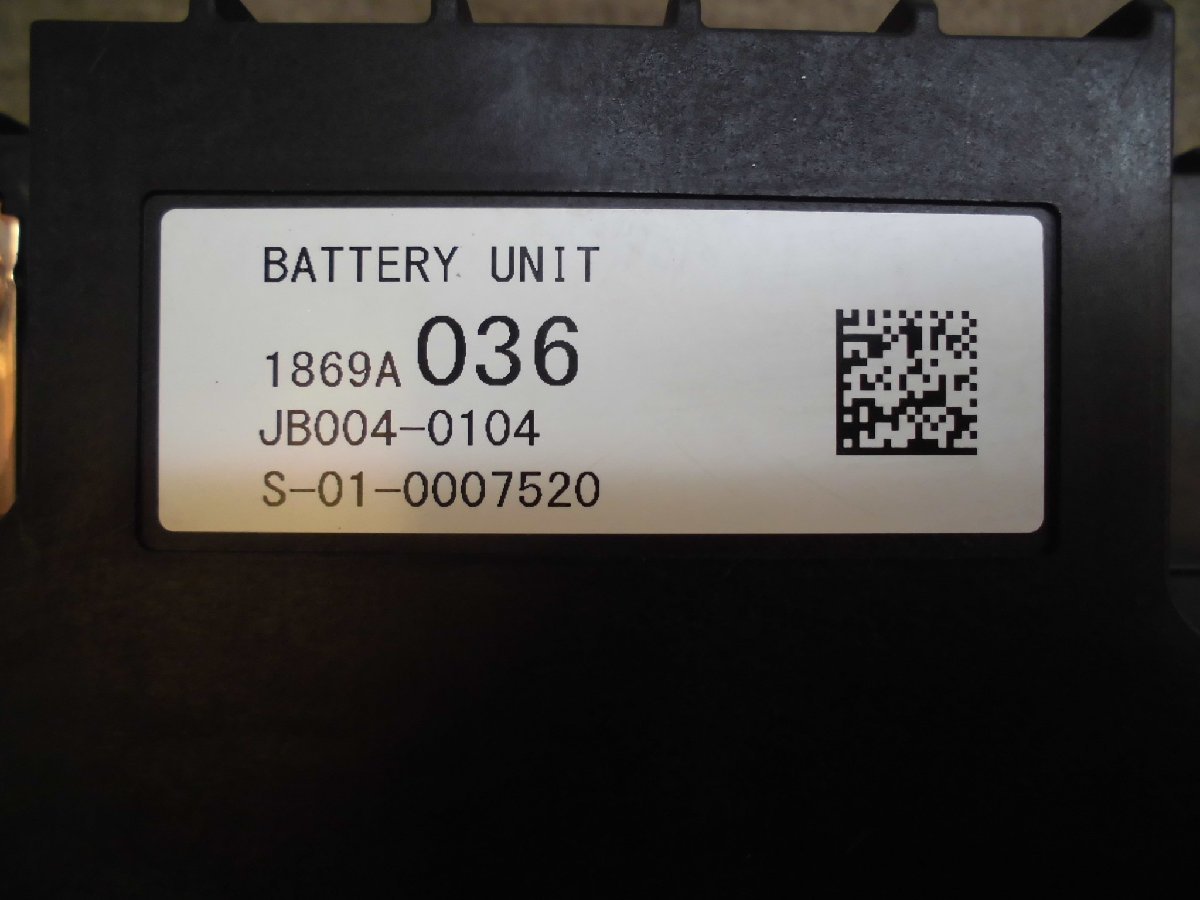 BATTERY UNIT
1869A 036
JB004-0104
S-01-0007520